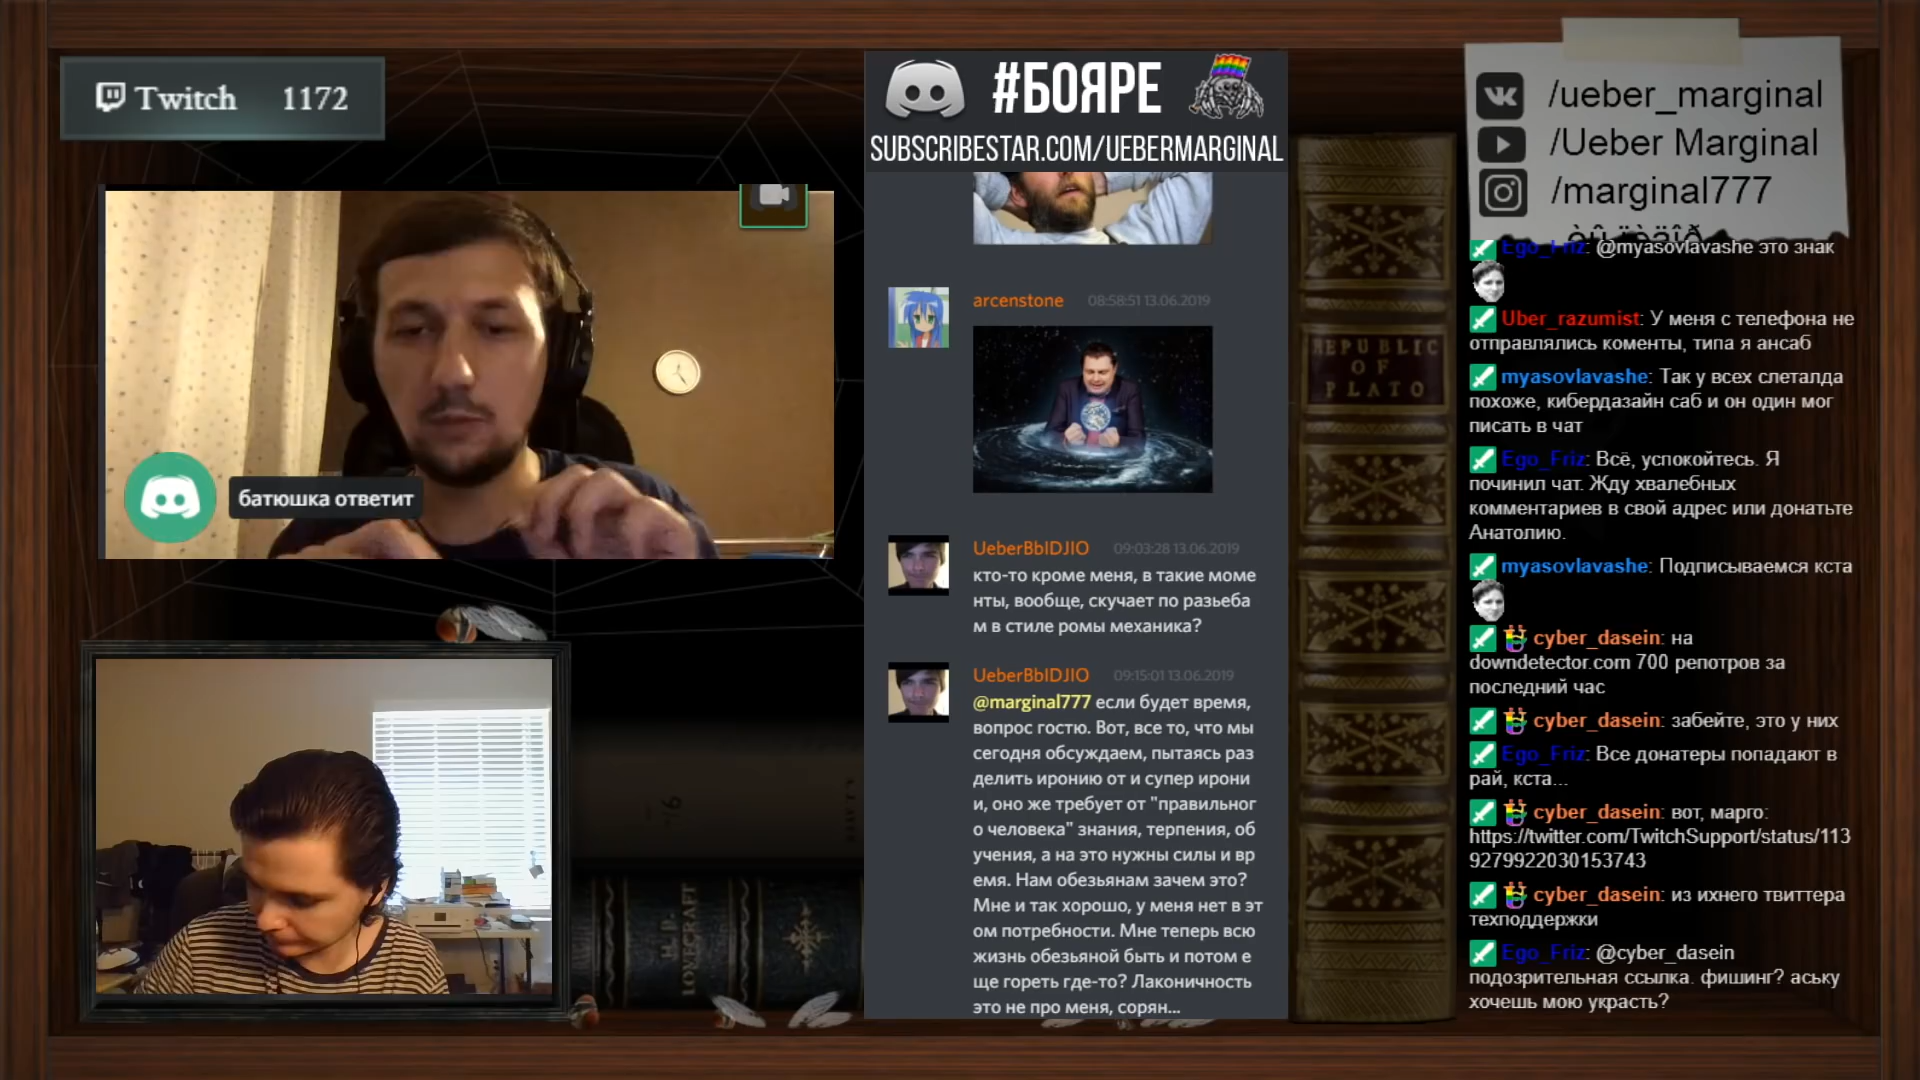 Twitch 1172
батюшка ответит
#БОЯРЕ
SUBSCRIBESTAR.COM/UEBERMARGINAL
arcenstone 08:58:51 13.06.2019
UeberBbIDJIO 09:03:28 13.06.2019
кто-то кроме меня, в такие моме
нты, вообще, скучает по разьеба
м в стиле ромы механика?
UeberBbIDJIO 09:15:01 13.06.2019
@marginal777 если будет время,
вопрос гостю. Вот, все то, что мы
сегодня обсуждаем, пытаясь раз
делить иронию от и супер ирони
и, оно же требует от "правильног
о человека" знания, терпения, об
учения, а на это нужны силы и вр
емя. Нам обезьянам зачем это?
Мне и так хорошо, у меня нет в эт
ом потребности. Мне теперь всю
жизнь обезьяной быть и потом е
ще гореть где-то? Лаконичность
это не про меня, сорян...
REPUBLIC
OF
PLATO
H. P.
LOVECRAFT
/ueber_marginal
/Ueber Marginal
/marginal777
Ego_Friz: @myasovlavashe это знак
Uber_razumist: У меня с телефона не
отправлялись коменты, типа я ансаб
myasovlavashe: Так у всех слеталда
похоже, кибердазайн саб и он один мог
писать в чат
Ego_Friz: Всё, успокойтесь. Я
починил чат. Жду хвалебных
комментариев в свой адрес или донатьте
Анатолию.
myasovlavashe: Подписываемся кста
cyber_dasein: на
downdetector.com 700 репотров за
последний час
cyber_dasein: забейте, это у них
Ego_Friz: Все донатеры попадают в
рай, кста...
cyber_dasein: вот, марго:
https://twitter.com/TwitchSupport/status/113
9279922030153743
cyber_dasein: из ихнего твиттера
техподдержки
Ego_Friz: @cyber_dasein
подозрительная ссылка. фишинг? аську
хочешь мою украсть?